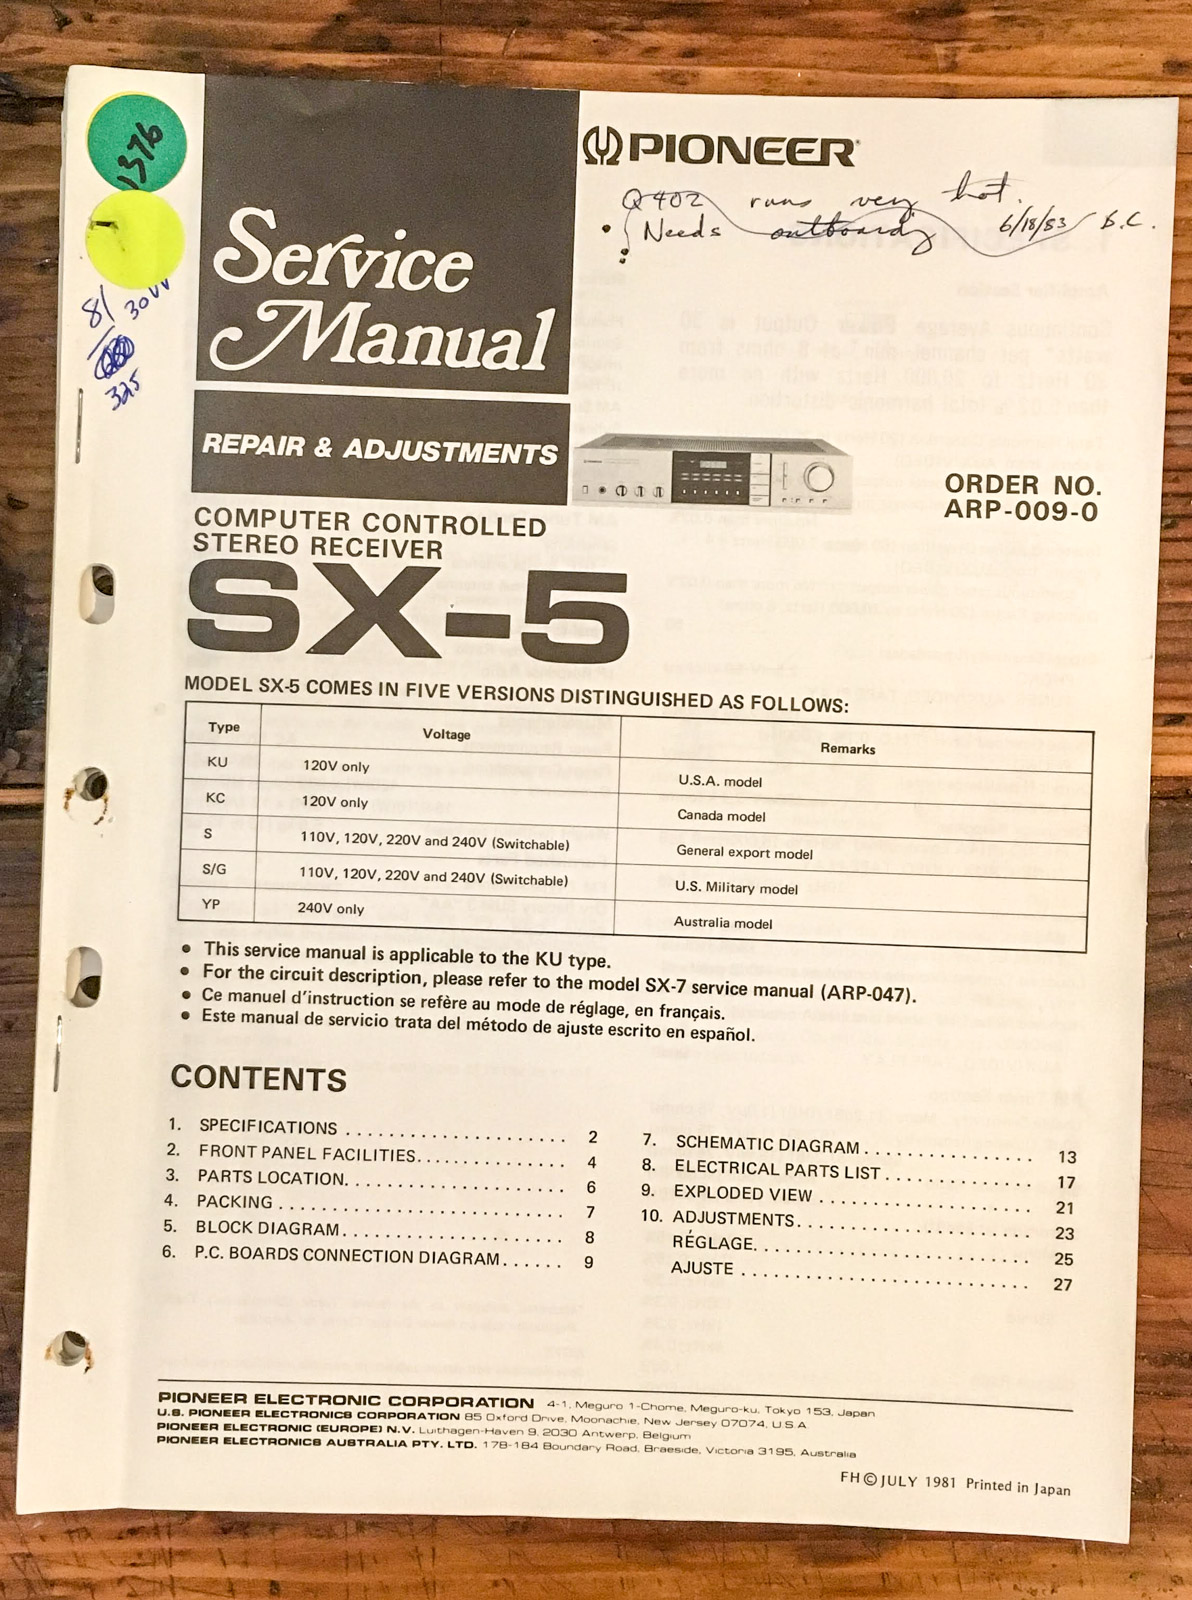 1376
81 30VV
325
Service
Manual
PIONEER
Q402 runs very hot.
Needs outboardy 6/18/83 B.C.
REPAIR & ADJUSTMENTS
ORDER NO.
ARP-009-0
COMPUTER CONTROLLED
STEREO RECEIVER
SX-5
MODEL SX-5 COMES IN FIVE VERSIONS DISTINGUISHED AS FOLLOWS:
Type Voltage Remarks
KU 120V only U.S.A. model
KC 120V only Canada model
S 110V, 120V, 220V and 240V (Switchable) General export model
S/G 110V, 120V, 220V and 240V (Switchable) U.S. Military model
YP 240V only Australia model
• This service manual is applicable to the KU type.
• For the circuit description, please refer to the model SX-7 service manual (ARP-047).
• Ce manuel d'instruction se refère au mode de réglage, en français.
• Este manual de servicio trata del método de ajuste escrito en español.
CONTENTS
1. SPECIFICATIONS ...................... 2
2. FRONT PANEL FACILITIES............... 4
3. PARTS LOCATION...................... 6
4. PACKING ............................ 7
5. BLOCK DIAGRAM...................... 8
6. P.C. BOARDS CONNECTION DIAGRAM...... 9
7. SCHEMATIC DIAGRAM................. 13
8. ELECTRICAL PARTS LIST............... 17
9. EXPLODED VIEW ..................... 21
10. ADJUSTMENTS....................... 23
RÉGLAGE........................... 25
AJUSTE ............................ 27
PIONEER ELECTRONIC CORPORATION 4-1, Meguro 1-Chome, Meguro-ku, Tokyo 153, Japan
U.S. PIONEER ELECTRONICS CORPORATION 85 Oxford Drive, Moonachie, New Jersey 07074, U.S.A.
PIONEER ELECTRONIC (EUROPE) N.V. Luithagen-Haven 9, 2030 Antwerp, Belgium
PIONEER ELECTRONICS AUSTRALIA PTY. LTD. 178-184 Boundary Road, Braeside, Victoria 3195, Australia
FH © JULY 1981 Printed in Japan